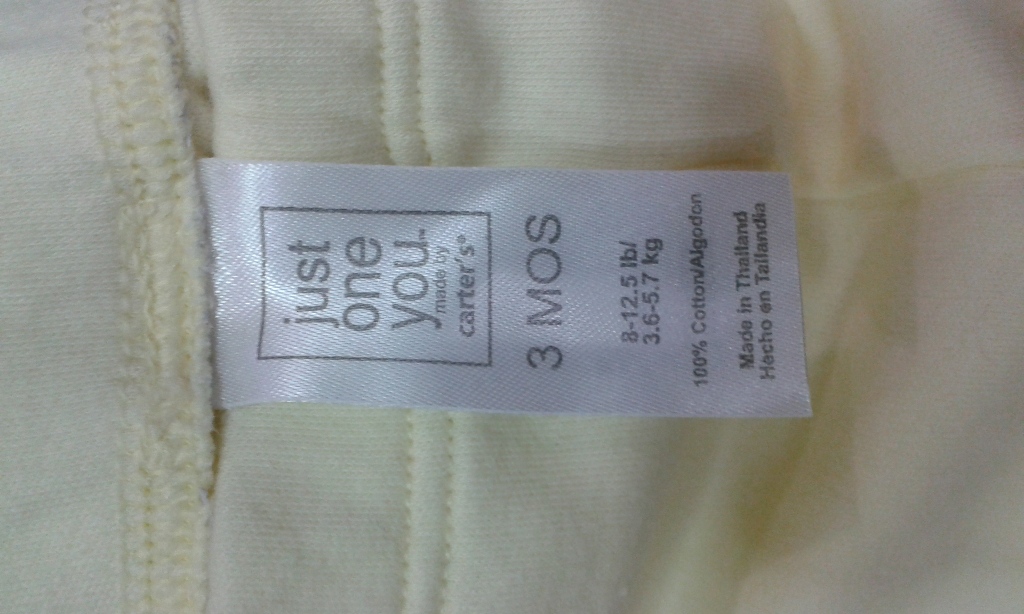 just
one
you.™
made by
carter's®
3 MOS
8-12.5 lb/
3.6-5.7 kg
100% Cotton/Algodon
Made in Thailand
Hecho en Tailandia